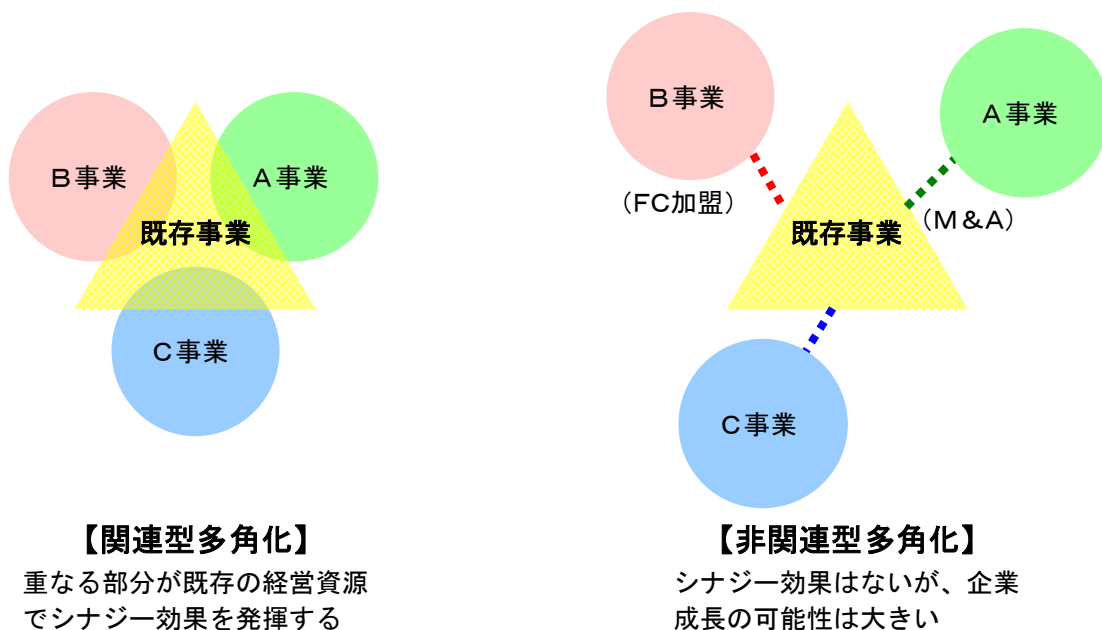 B事業
A事業
既存事業
C事業
【関連型多角化】
重なる部分が既存の経営資源
でシナジー効果を発揮する
B事業
A事業
(FC加盟)
(M&A)
既存事業
C事業
【非関連型多角化】
シナジー効果はないが、企業
成長の可能性は大きい